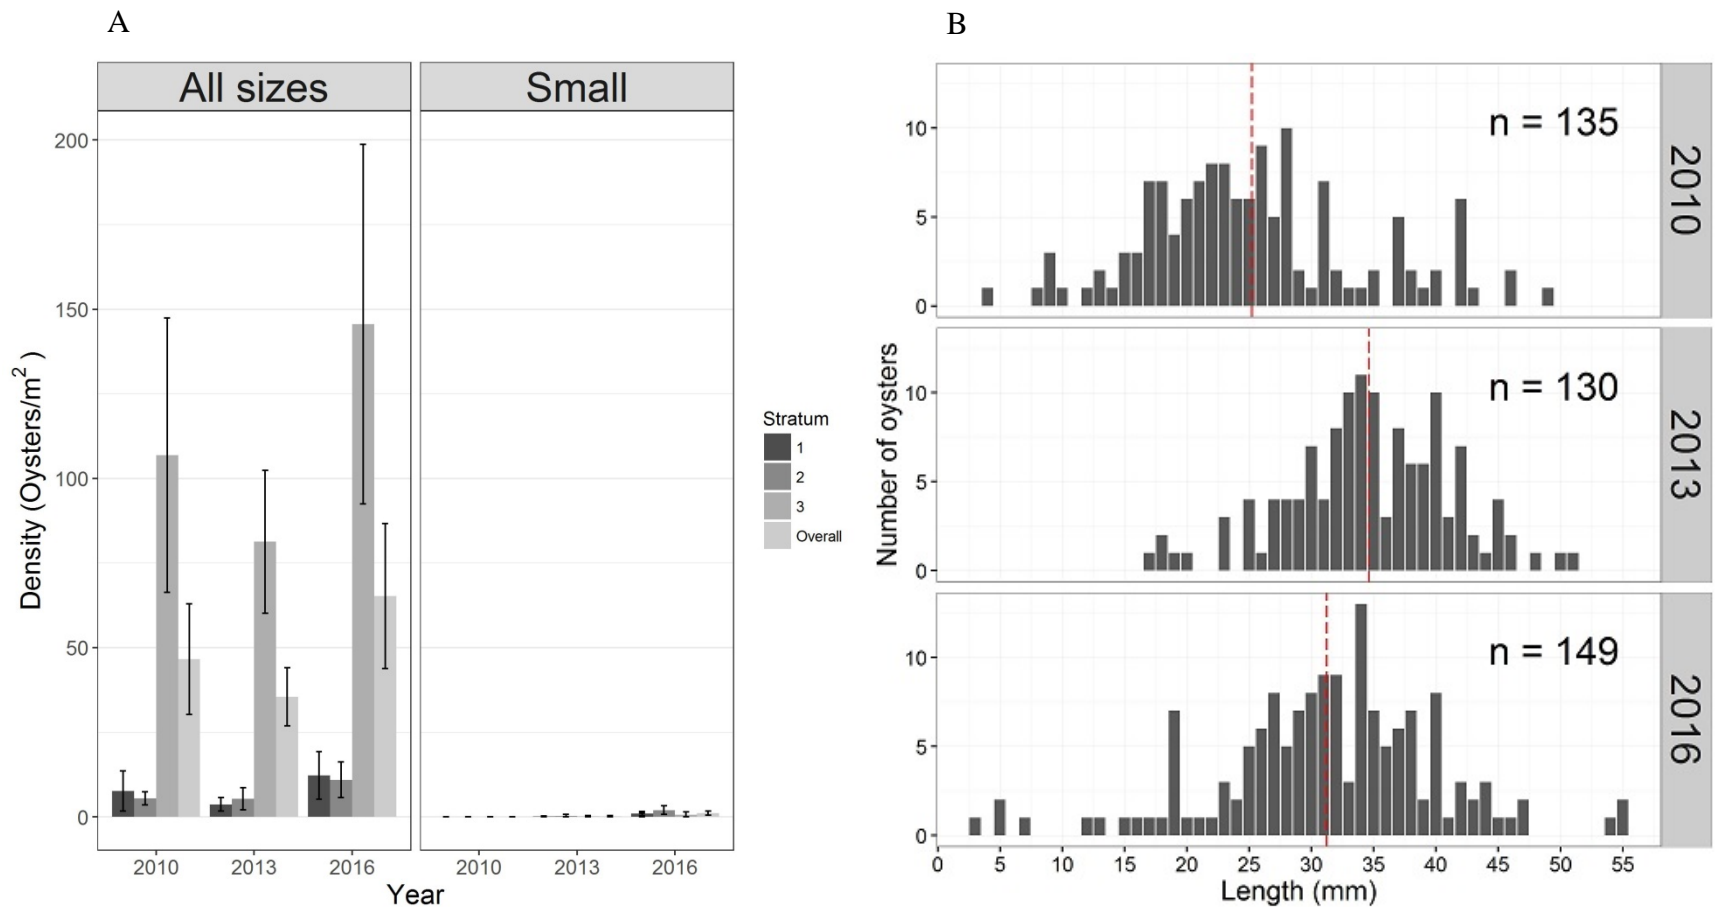 A
B
All sizes
Small
200
150
100
50
0
Density (Oysters/m²)
2010
2013
2016
2010
2013
2016
Year
Stratum
1
2
3
Overall
Number of oysters
10
5
0
n = 135
2010
10
5
0
n = 130
2013
10
5
0
n = 149
2016
0
5
10
15
20
25
30
35
40
45
50
55
Length (mm)